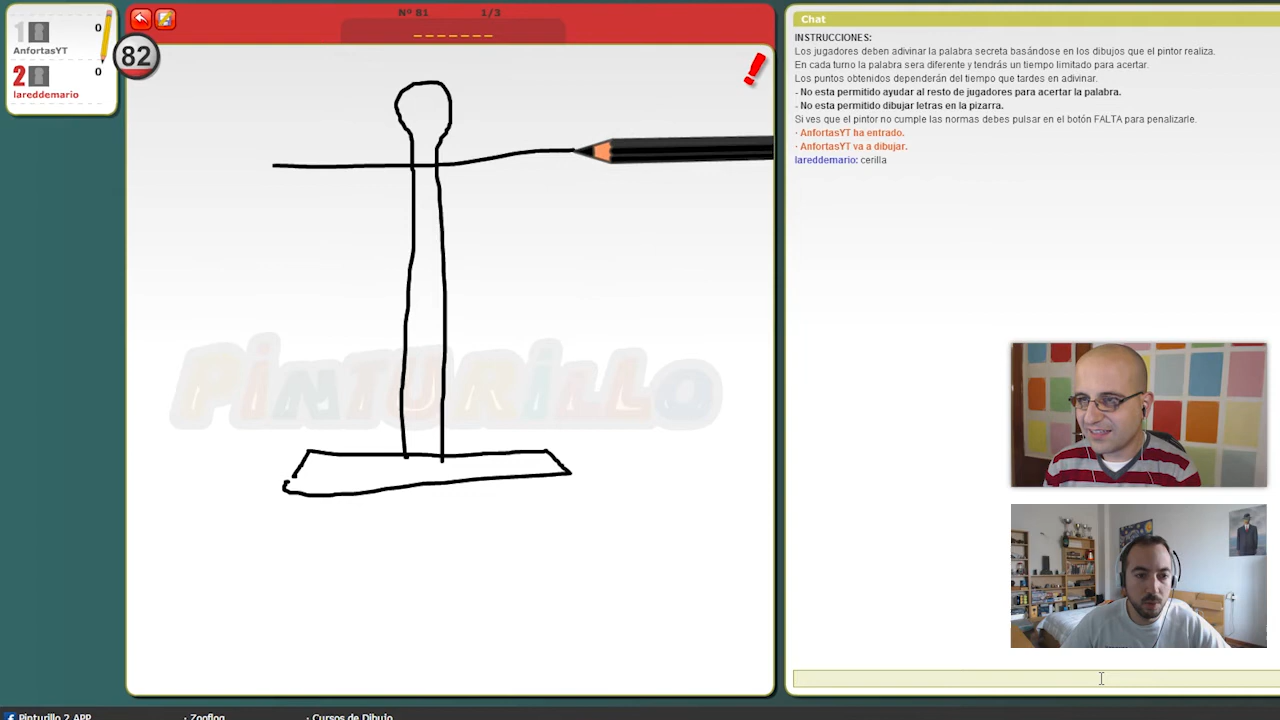 1
AnfortasYT
0
2
lareddemario
0
82
Nº 81
1/3
_ _ _ _ _ _ _
PINTURILLO
Chat
INSTRUCCIONES:
Los jugadores deben adivinar la palabra secreta basándose en los dibujos que el pintor realiza.
En cada turno la palabra sera diferente y tendrás un tiempo limitado para acertar.
Los puntos obtenidos dependerán del tiempo que tardes en adivinar.
- No esta permitido ayudar al resto de jugadores para acertar la palabra.
- No esta permitido dibujar letras en la pizarra.
Si ves que el pintor no cumple las normas debes pulsar en el botón FALTA para penalizarle.
· AnfortasYT ha entrado.
· AnfortasYT va a dibujar.
lareddemario: cerilla
Pinturillo 2 APP
· Zooflog
· Cursos de Dibujo